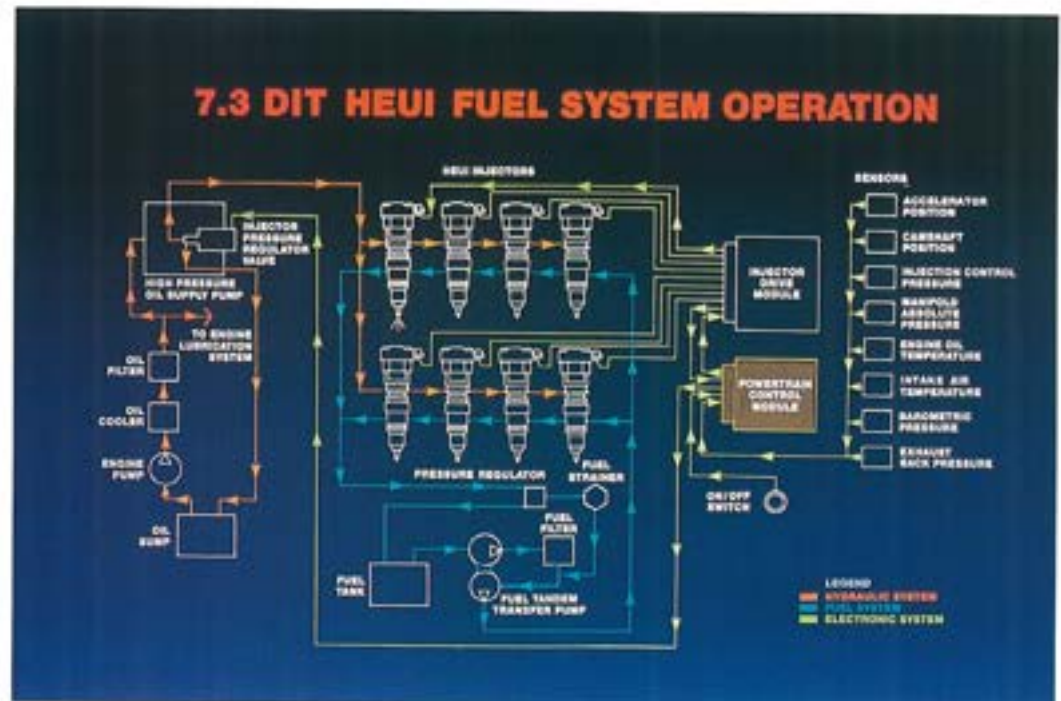 7.3 DIT HEUI FUEL SYSTEM OPERATION
HEUI INJECTORS
SENSORS
ACCELERATOR
POSITION
CAMSHAFT
POSITION
INJECTION CONTROL
PRESSURE
MANIFOLD
ABSOLUTE
PRESSURE
ENGINE OIL
TEMPERATURE
INTAKE AIR
TEMPERATURE
BAROMETRIC
PRESSURE
EXHAUST
BACK PRESSURE
INJECTOR
PRESSURE
REGULATOR
VALVE
HIGH PRESSURE
OIL SUPPLY PUMP
TO ENGINE
LUBRICATION
SYSTEM
OIL
FILTER
OIL
COOLER
ENGINE
PUMP
OIL
SUMP
INJECTOR
DRIVE
MODULE
POWERTRAIN
CONTROL
MODULE
ON/OFF
SWITCH
PRESSURE REGULATOR
FUEL
STRAINER
FUEL
FILTER
FUEL
TANK
FUEL TANDEM
TRANSFER PUMP
LEGEND
HYDRAULIC SYSTEM
FUEL SYSTEM
ELECTRONIC SYSTEM